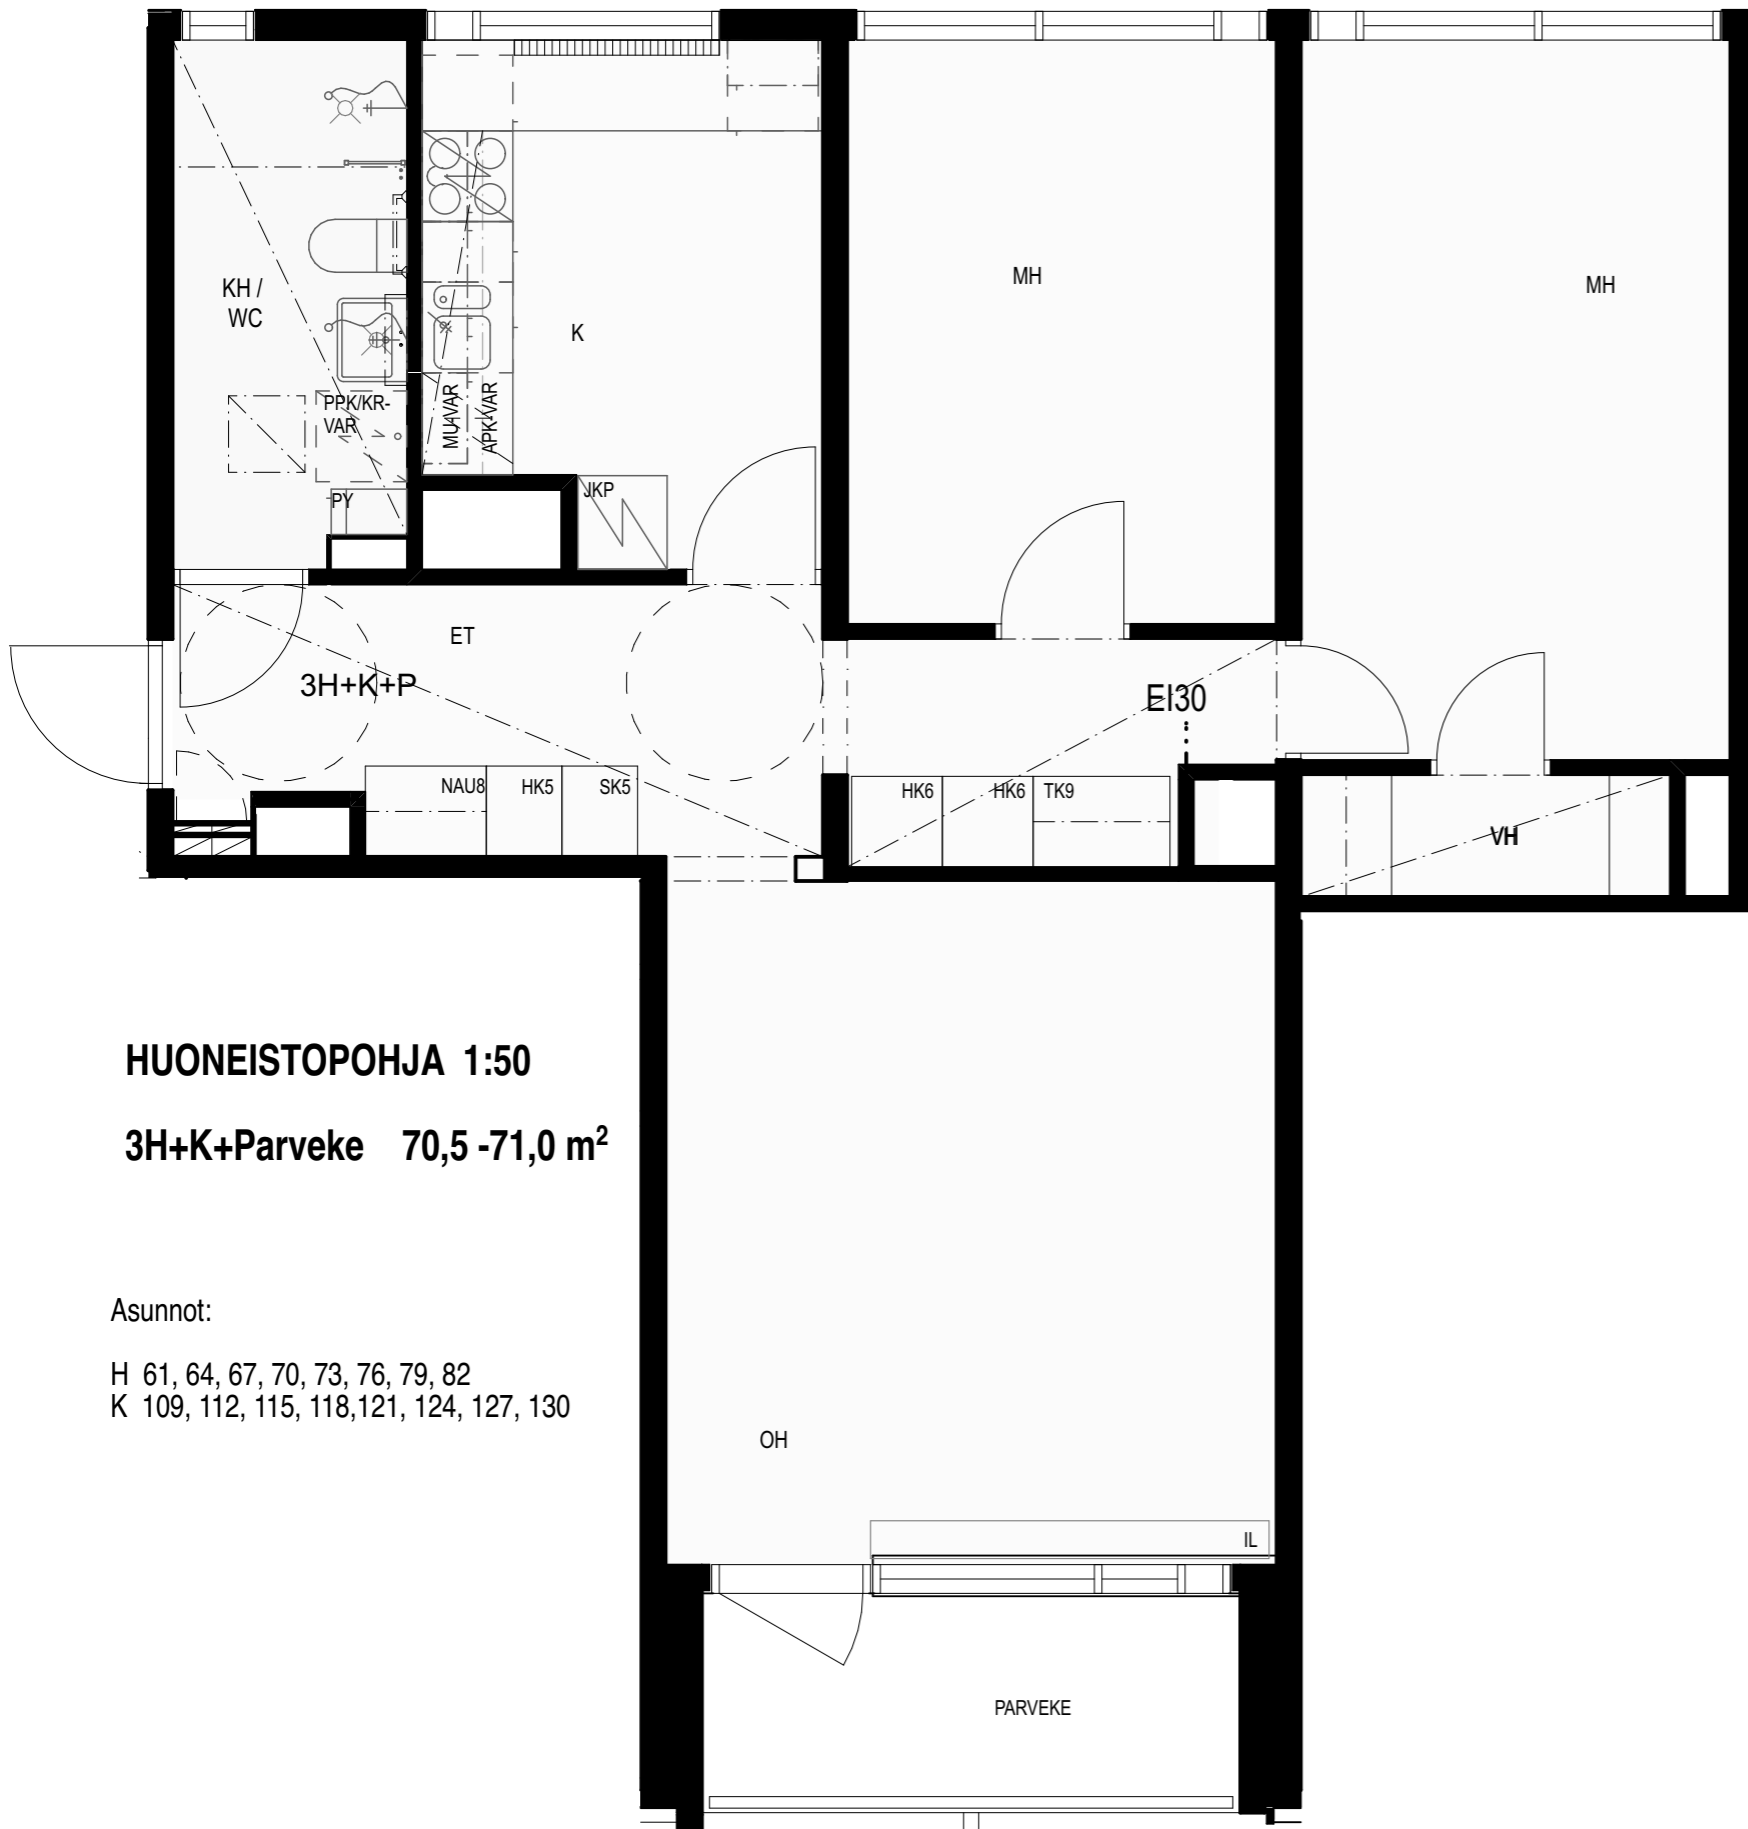 KH /
WC
K
MH
MH
PPK/KR-
VAR
MU-VAR
APK-VAR
PY
JKP
ET
3H+K+P
EI30
NAU8
HK5
SK5
HK6
HK6
TK9
VH
HUONEISTOPOHJA 1:50
3H+K+Parveke 70,5 -71,0 m²
Asunnot:
H 61, 64, 67, 70, 73, 76, 79, 82
K 109, 112, 115, 118,121, 124, 127, 130
OH
IL
PARVEKE